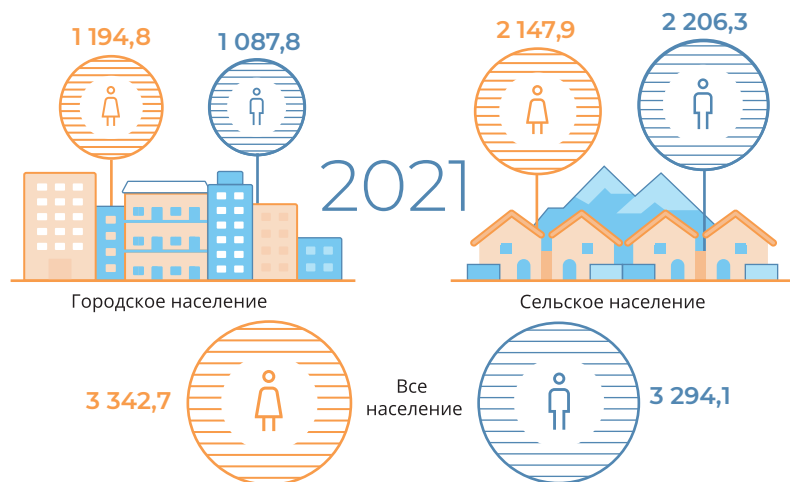 1 194,8
1 087,8
2 147,9
2 206,3
2021
Городское население
Сельское население
3 342,7
Все
население
3 294,1